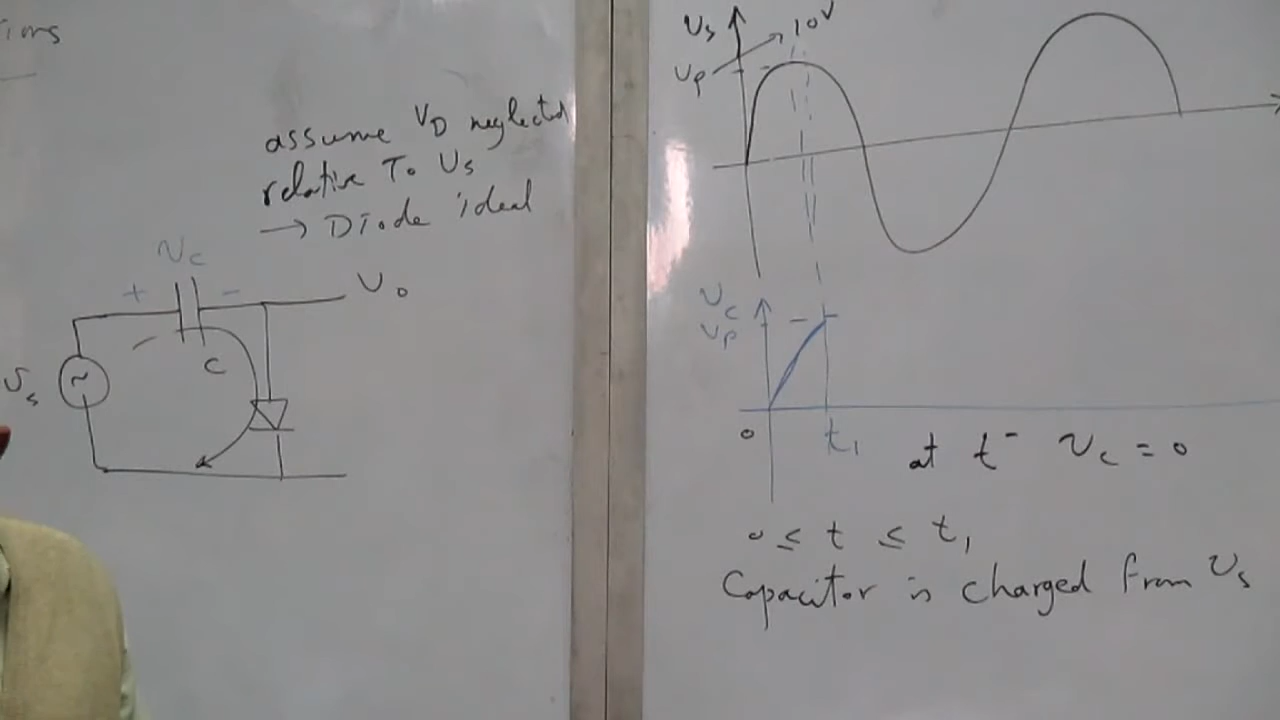 assume VD neglected
relative To Vs
→ Diode ideal
Vc
+ -
Vo
C
Vs
~
Vs
10V
Vp
Vc
Vp
0
t1
at t- Vc = 0
0 ≤ t ≤ t1
Capacitor is charged from Vs